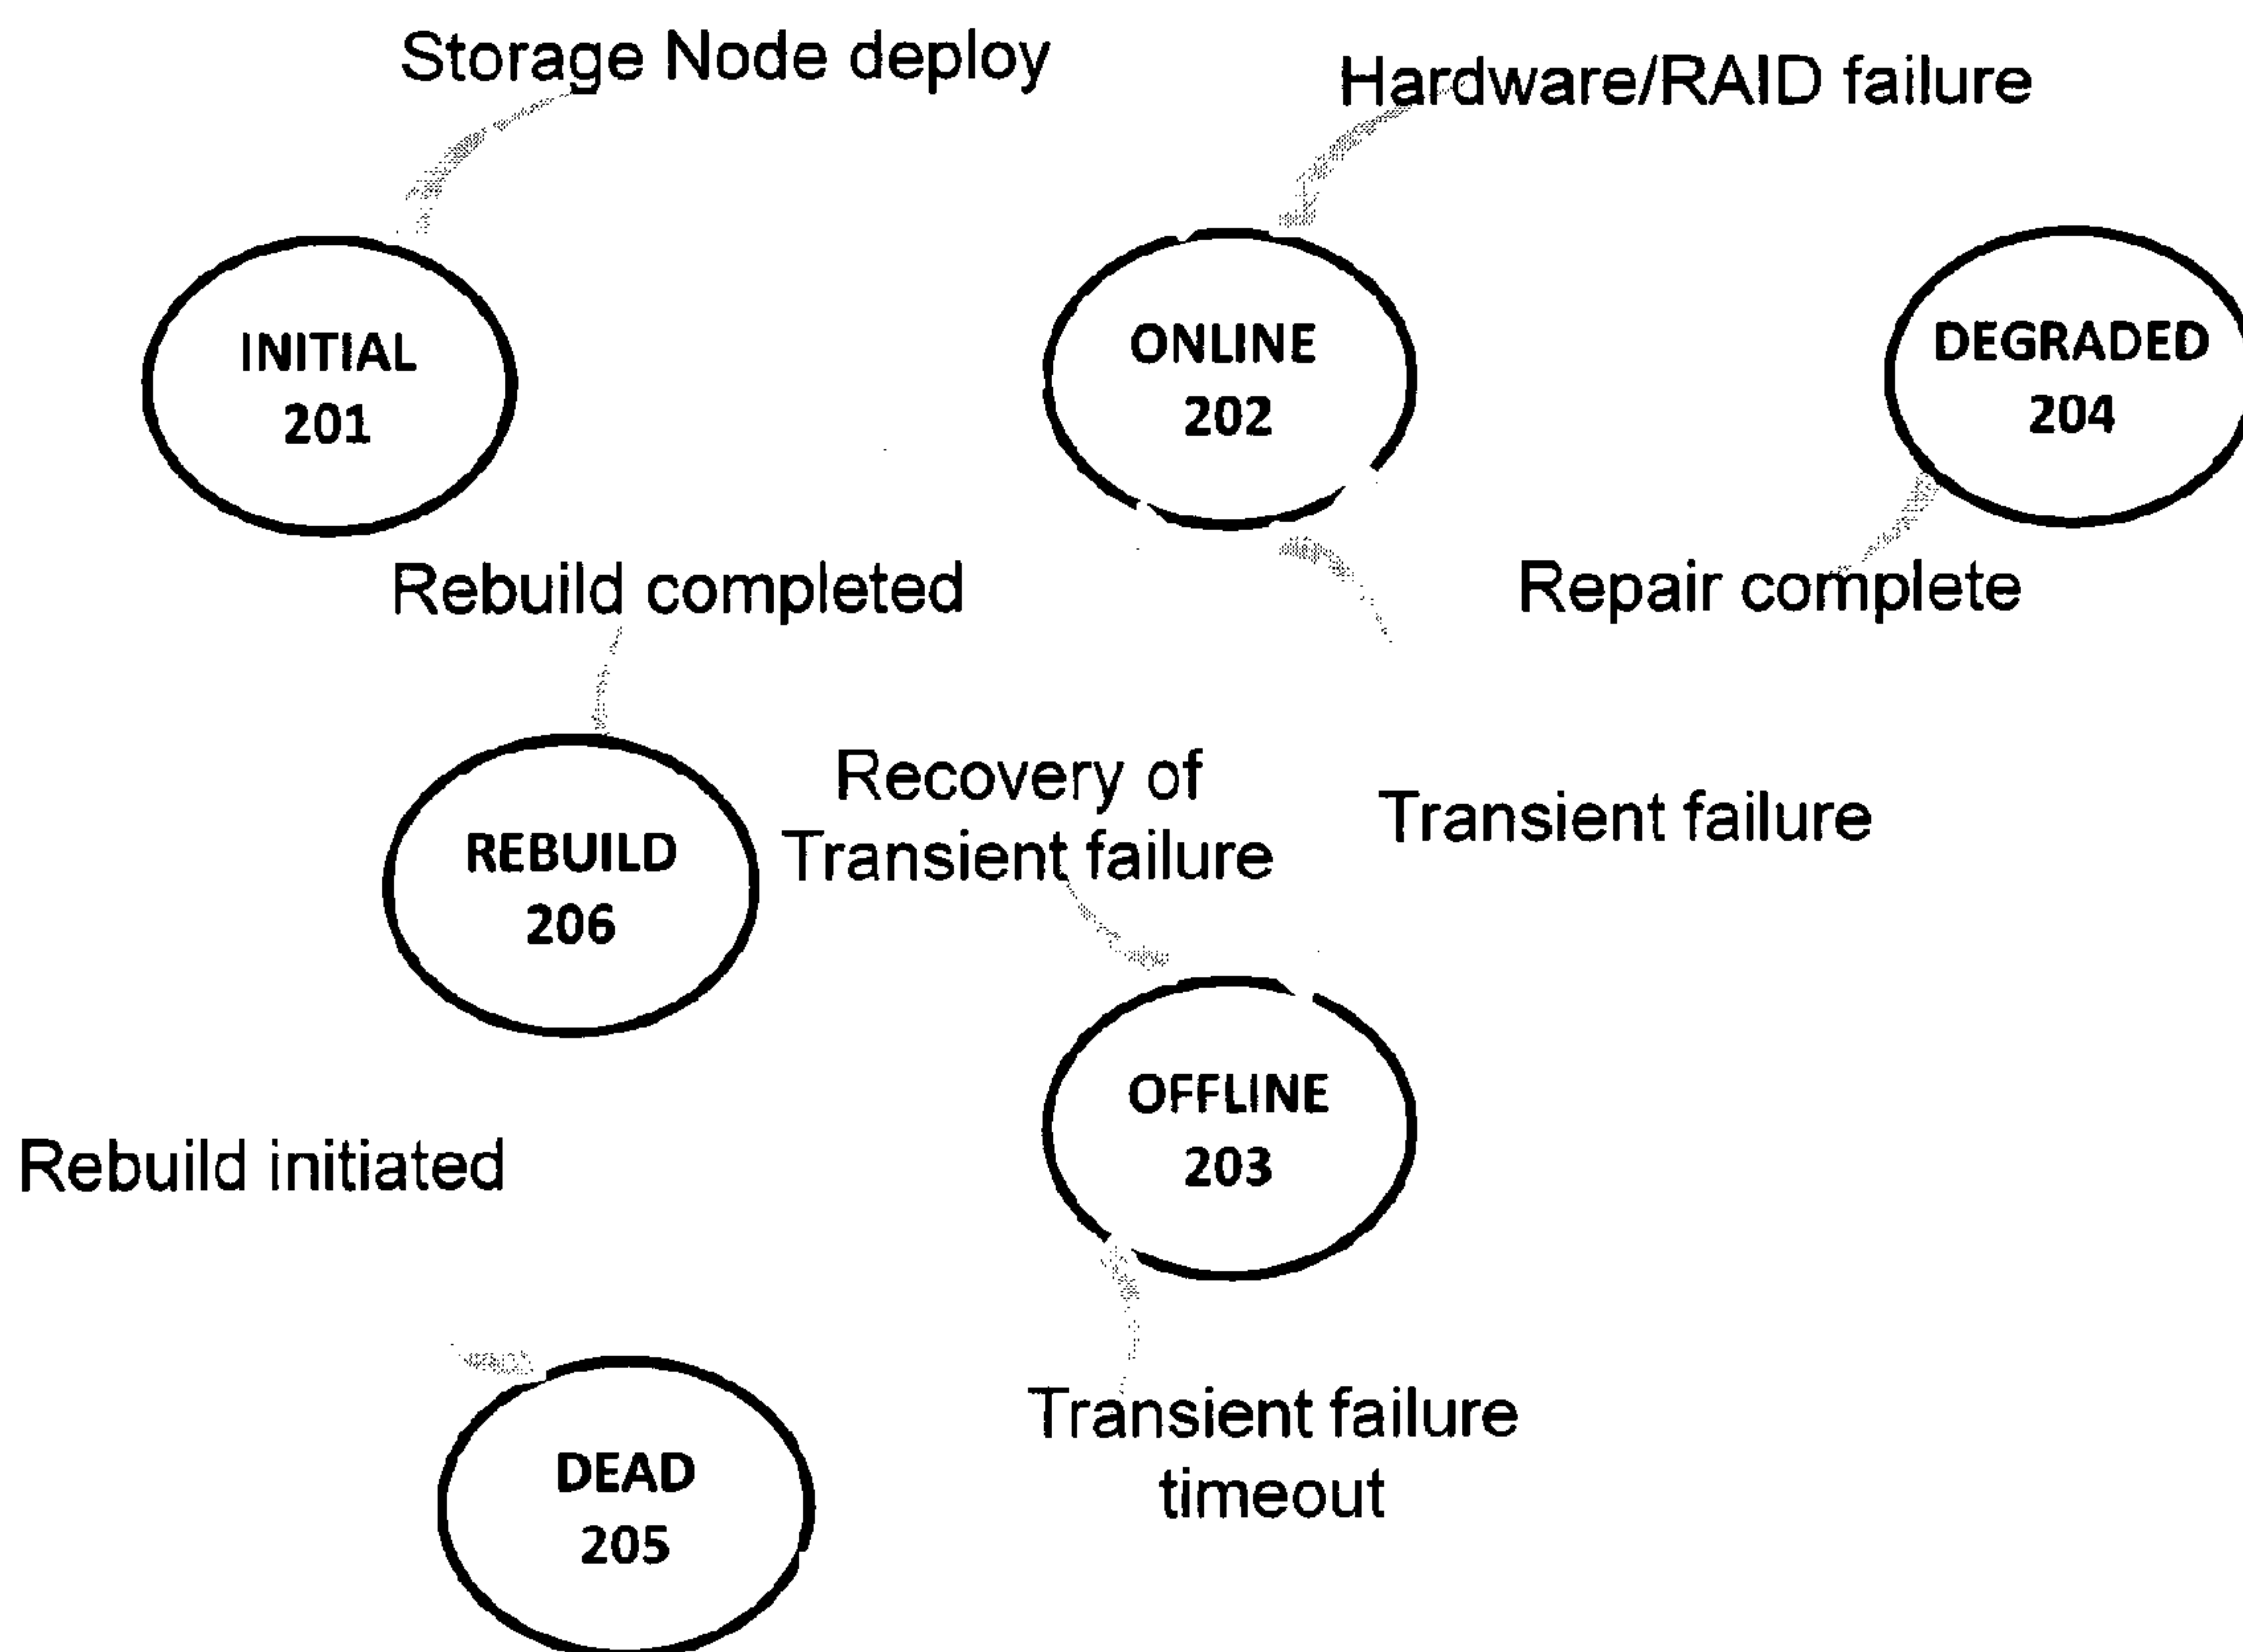 Storage Node deploy
Hardware/RAID failure
INITIAL
201
ONLINE
202
DEGRADED
204
Rebuild completed
Repair complete
REBUILD
206
Recovery of
Transient failure
Transient failure
OFFLINE
203
Rebuild initiated
Transient failure
timeout
DEAD
205